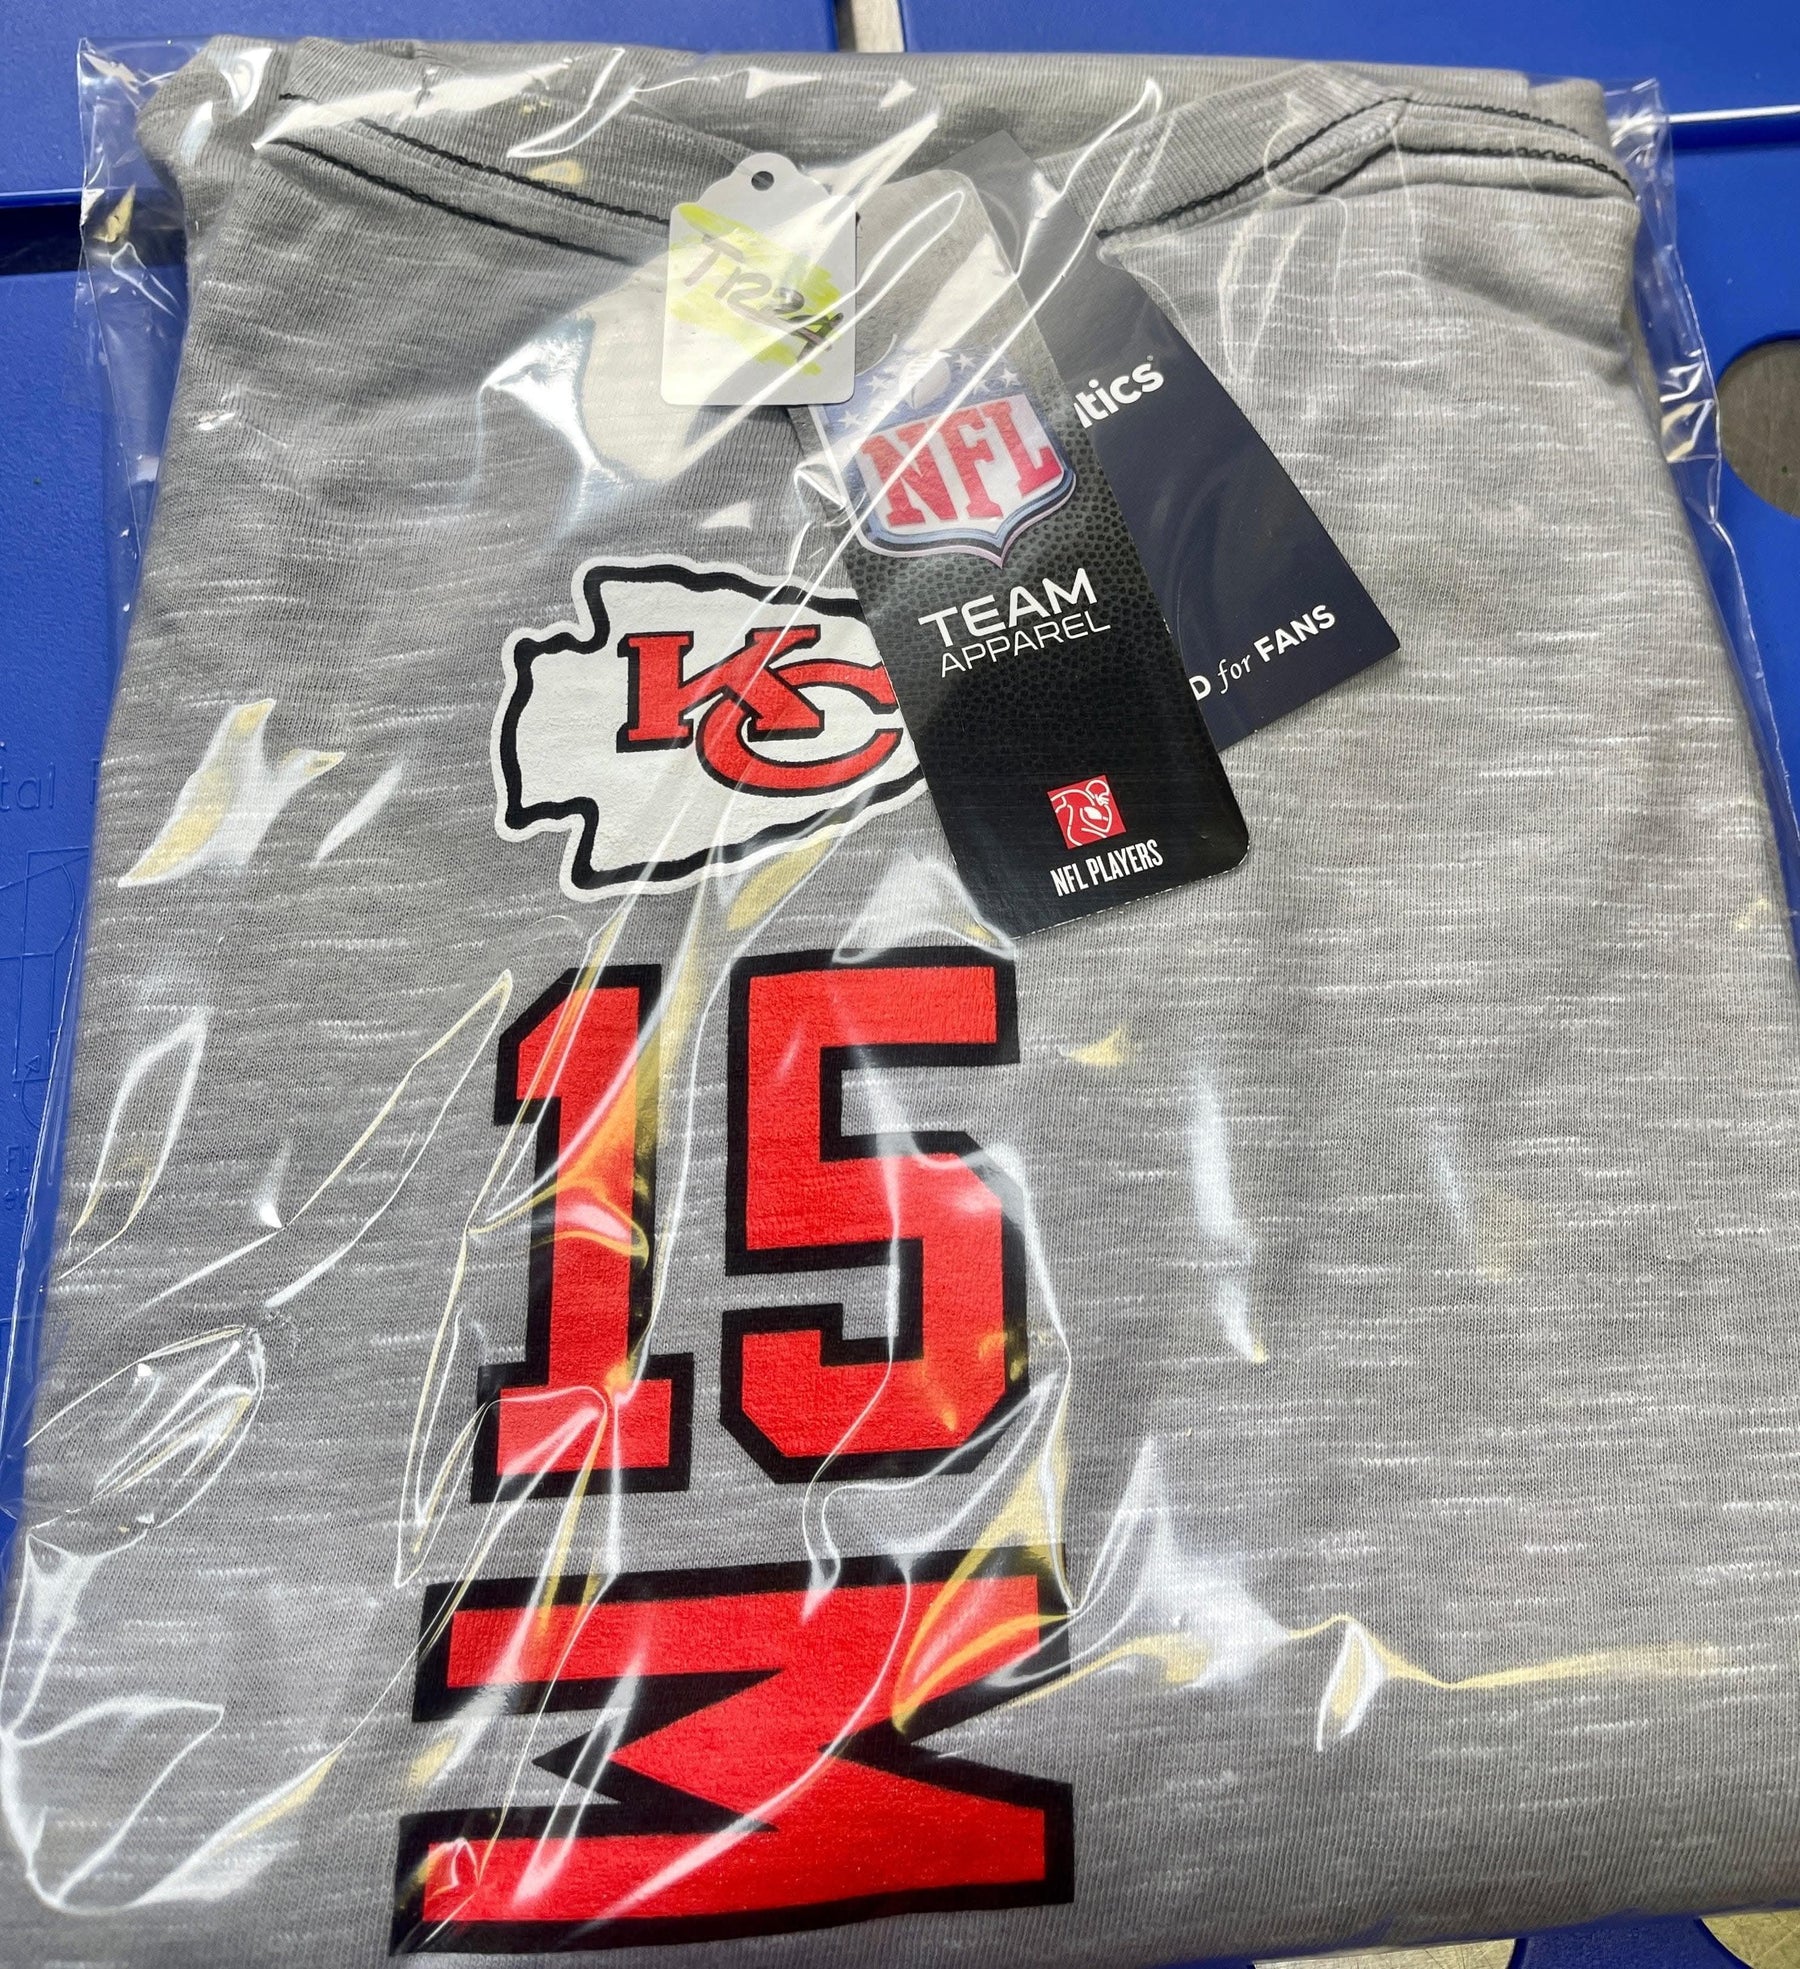 TR24
NFL
TEAM
APPAREL
NFL PLAYERS
tics
for FANS
KC
15
M